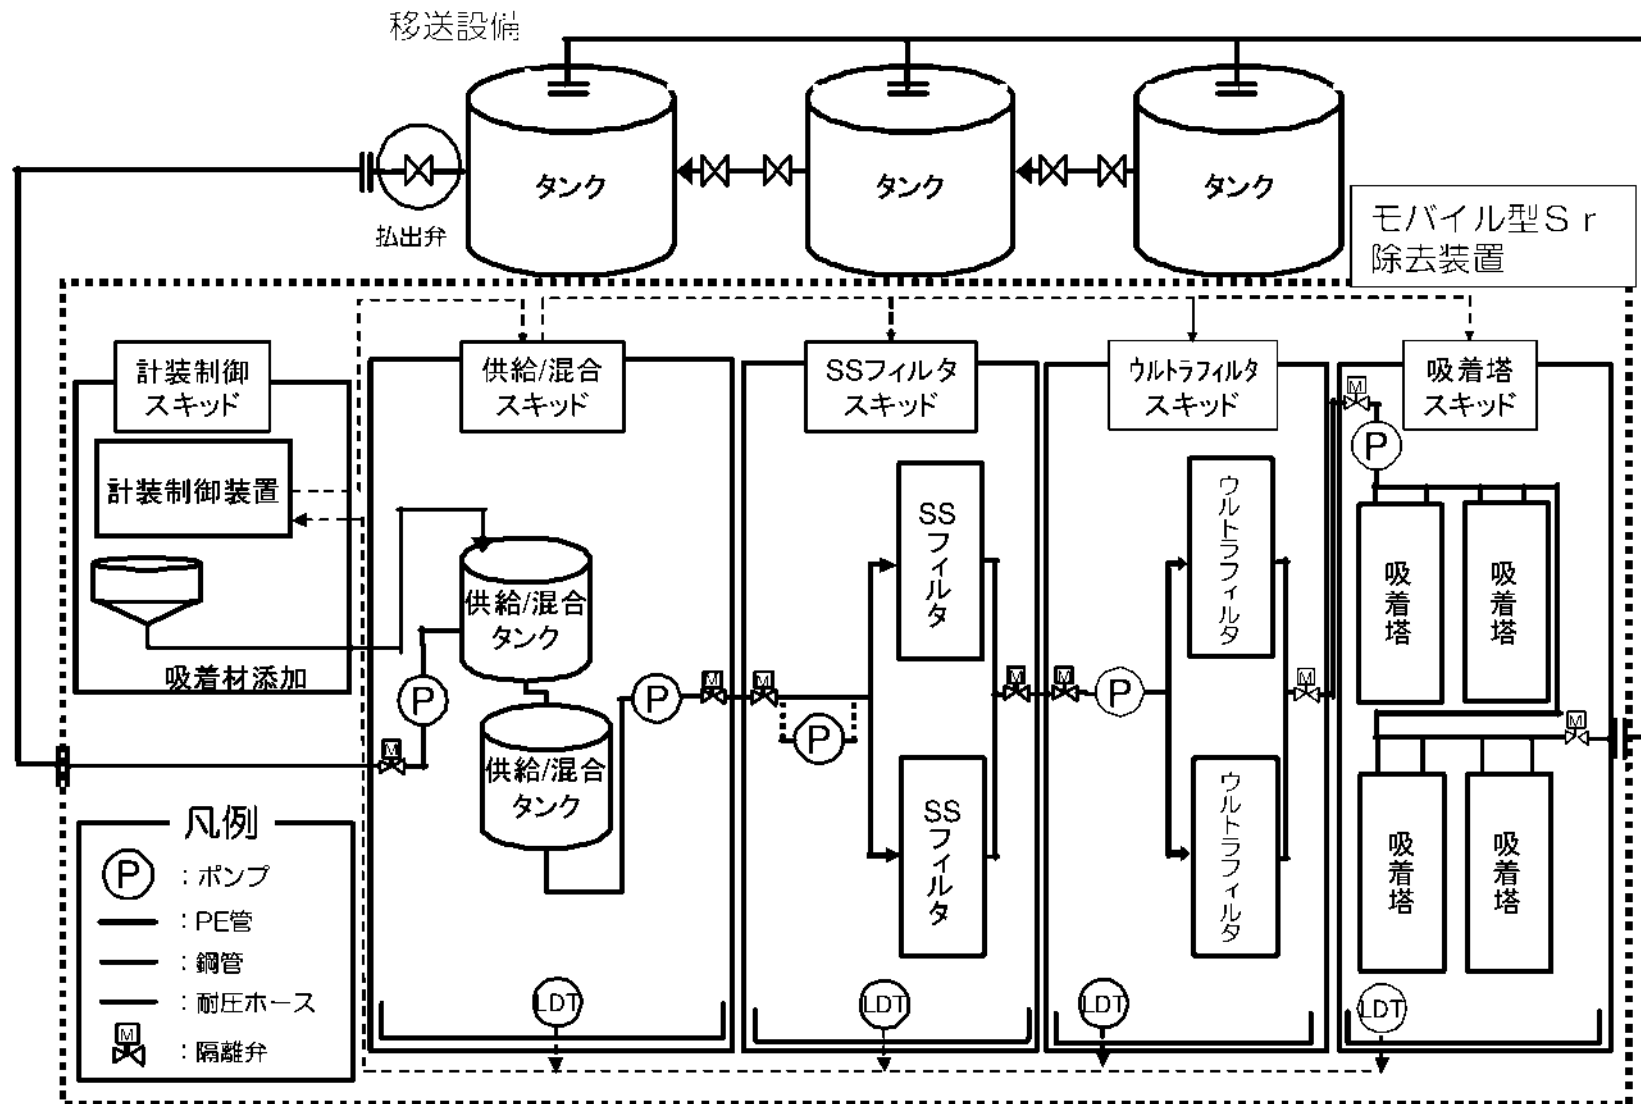 移送設備
タンク
タンク
タンク
払出弁
モバイル型Ｓｒ
除去装置
計装制御
スキッド
供給/混合
スキッド
SSフィルタ
スキッド
ウルトラフィルタ
スキッド
吸着塔
スキッド
計装制御装置
吸着材添加
供給/混合
タンク
供給/混合
タンク
P
P
P
P
P
M
M
M
M
M
M
M
M
SSフィルタ
SSフィルタ
ウルトラフィルタ
ウルトラフィルタ
吸着塔
吸着塔
吸着塔
吸着塔
LDT
LDT
LDT
LDT
凡例
P :ポンプ
:PE管
:鋼管
:耐圧ホース
M :隔離弁